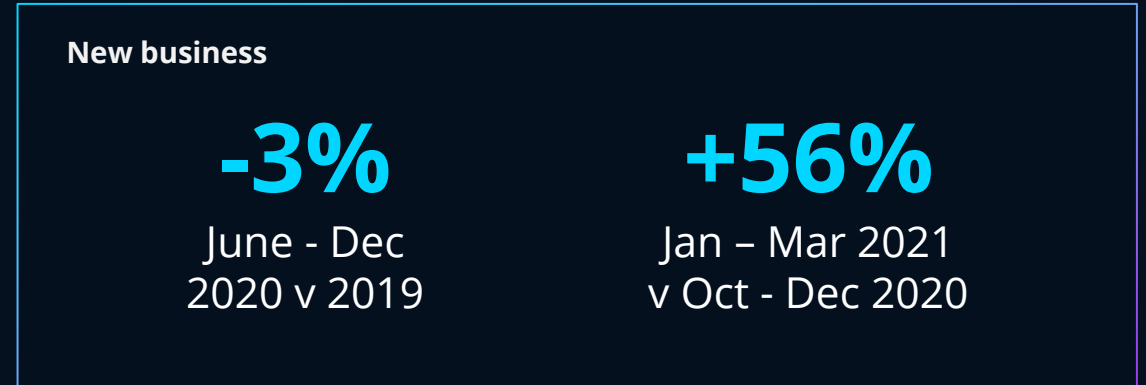 New business
-3%
June - Dec
2020 v 2019
+56%
Jan – Mar 2021
v Oct - Dec 2020